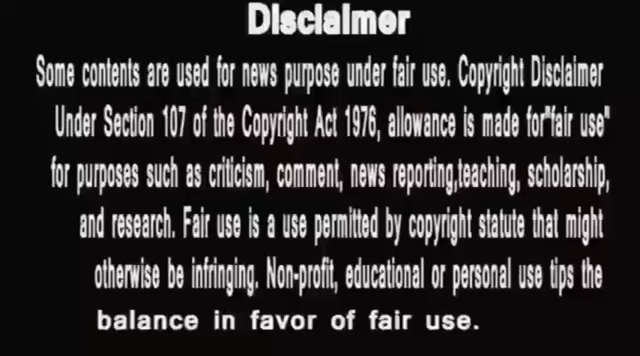 Disclaimer
Some contents are used for news purpose under fair use. Copyright Disclaimer
Under Section 107 of the Copyright Act 1976, allowance is made for"fair use"
for purposes such as criticism, comment, news reporting,teaching, scholarship,
and research. Fair use is a use permitted by copyright statute that might
otherwise be infringing. Non-profit, educational or personal use tips the
balance in favor of fair use.